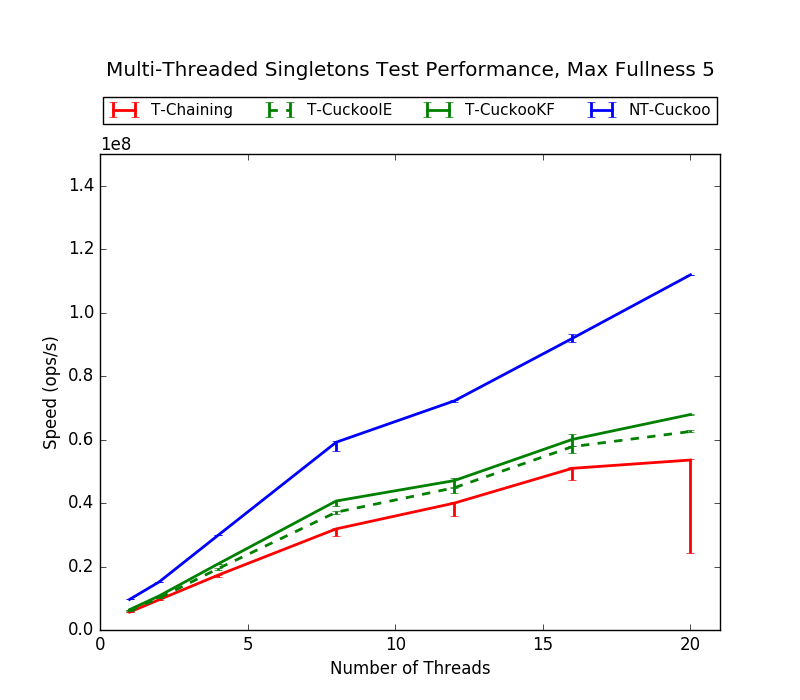 Multi-Threaded Singletons Test Performance, Max Fullness 5
T-Chaining T-CuckooIE T-CuckooKF NT-Cuckoo
1e8
1.4
1.2
1.0
0.8
0.6
0.4
0.2
0.0
Speed (ops/s)
0 5 10 15 20
Number of Threads